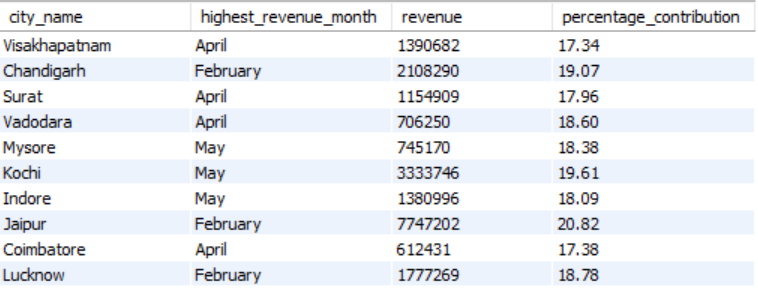 city_name highest_revenue_month revenue percentage_contribution
Visakhapatnam April 1390682 17.34
Chandigarh February 2108290 19.07
Surat April 1154909 17.96
Vadodara April 706250 18.60
Mysore May 745170 18.38
Kochi May 3333746 19.61
Indore May 1380996 18.09
Jaipur February 7747202 20.82
Coimbatore April 612431 17.38
Lucknow February 1777269 18.78